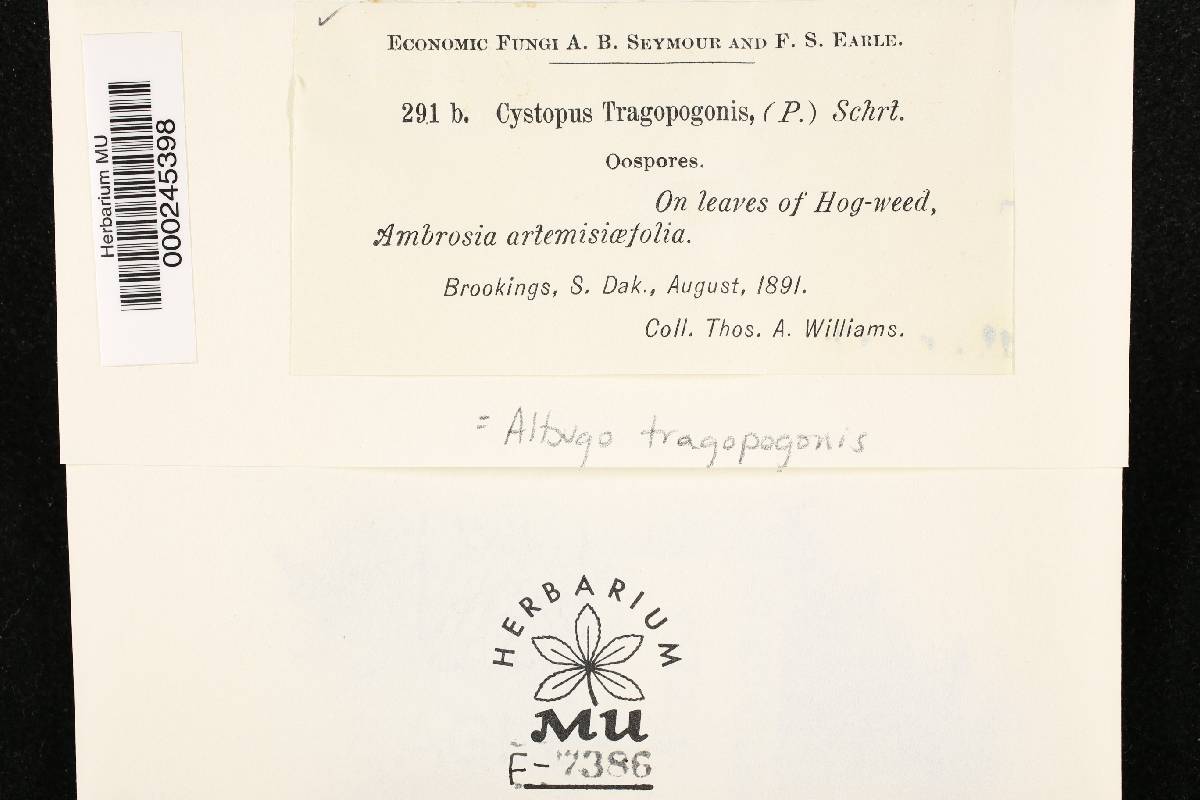 Economic Fungi A. B. Seymour and F. S. Earle.
291 b. Cystopus Tragopogonis, (P.) Schrt.
Oospores.
On leaves of Hog-weed,
Ambrosia artemisiæfolia.
Brookings, S. Dak., August, 1891.
Coll. Thos. A. Williams.
Herbarium MU
000245398
= Albugo tragopogonis
HERBARIUM
MU
F-7386